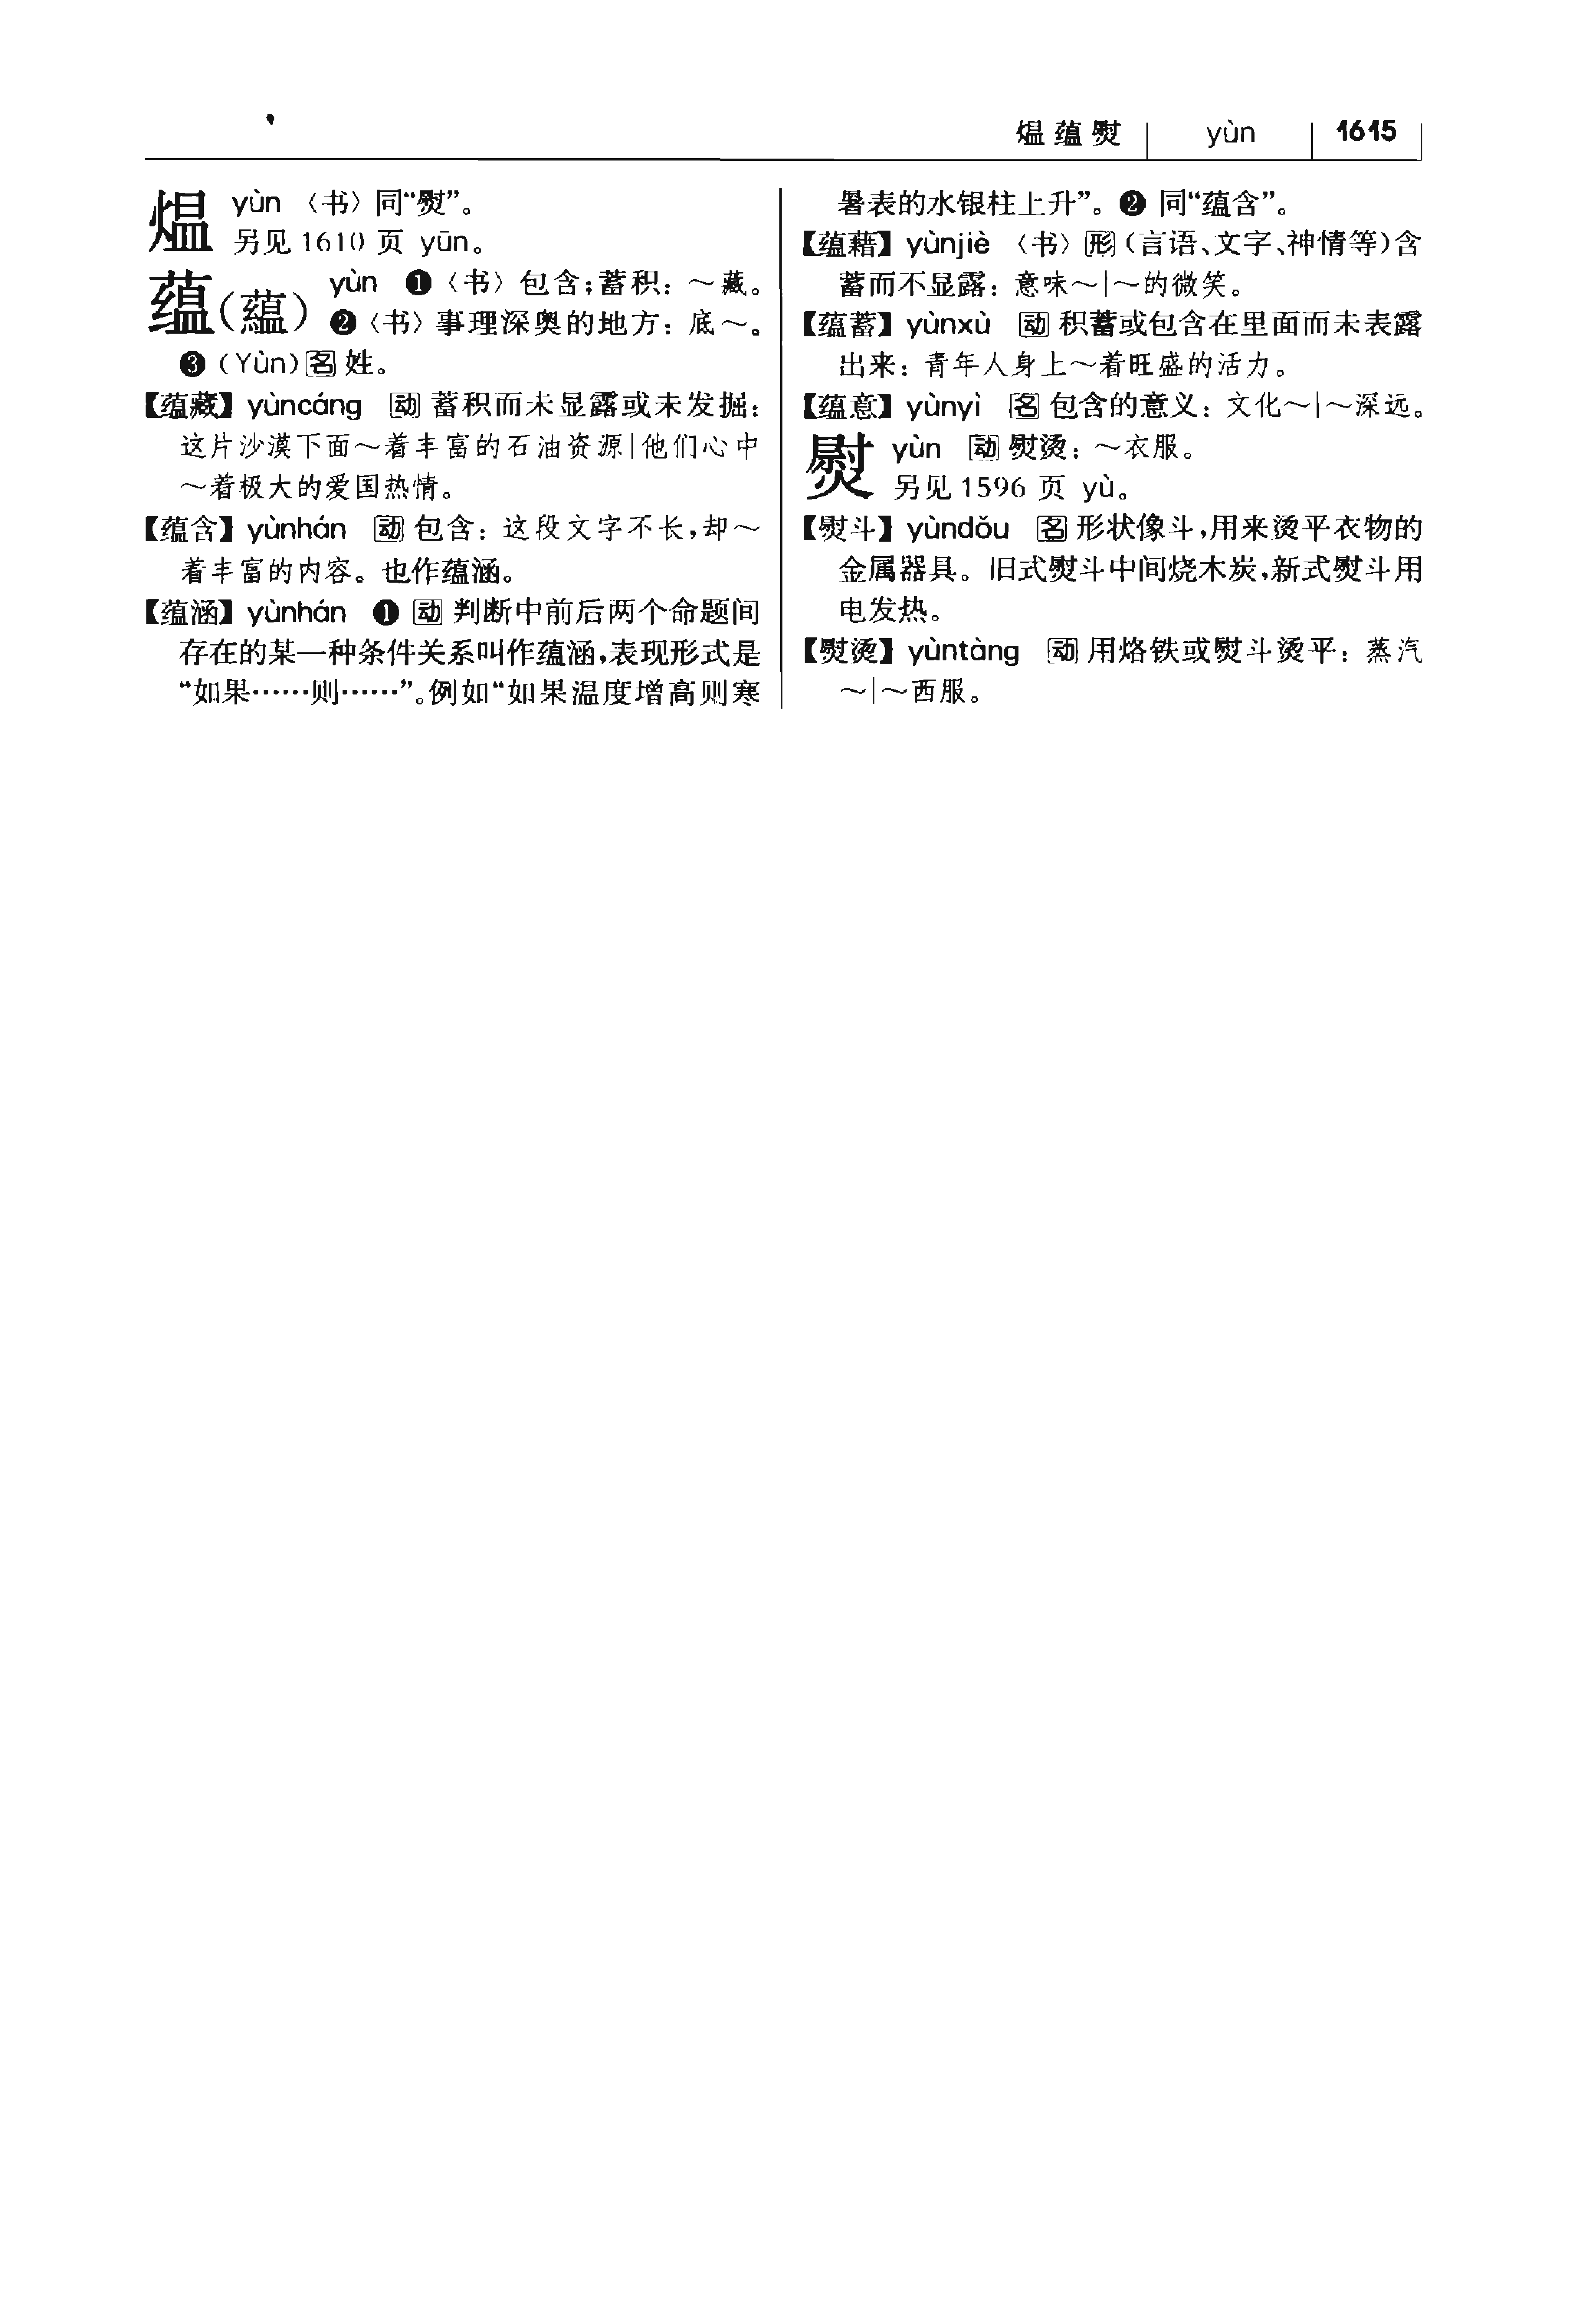 煴 蕴 熨 yùn 1615
煴 yùn 〈书〉同“熨”。
另见1610 页 yūn。
蕴(藴) yùn ❶〈书〉包含;蓄积:～藏。
❷〈书〉事理深奥的地方:底～。
❸(Yùn)名 姓。
【蕴藏】yùncáng 动 蓄积而未显露或未发掘:
这片沙漠下面～着丰富的石油资源|他们心中
～着极大的爱国热情。
【蕴含】yùnhán 动 包含:这段文字不长,却～
着丰富的内容。也作蕴涵。
【蕴涵】yùnhán ❶ 动 判断中前后两个命题间
存在的某一种条件关系叫作蕴涵,表现形式是
“如果……则……”。例如“如果温度增高则寒
暑表的水银柱上升”。❷ 同“蕴含”。
【蕴藉】yùnjiè 〈书〉形(言语、文字、神情等)含
蓄而不显露:意味～|～的微笑。
【蕴蓄】yùnxù 动 积蓄或包含在里面而未表露
出来:青年人身上～着旺盛的活力。
【蕴意】yùnyì 名 包含的意义:文化～|～深远。
熨 yùn 动 熨烫:～衣服。
另见1596 页 yù。
【熨斗】yùndǒu 名 形状像斗,用来烫平衣物的
金属器具。旧式熨斗中间烧木炭,新式熨斗用
电发热。
【熨烫】yùntàng 动 用烙铁或熨斗烫平:蒸汽
～|～西服。